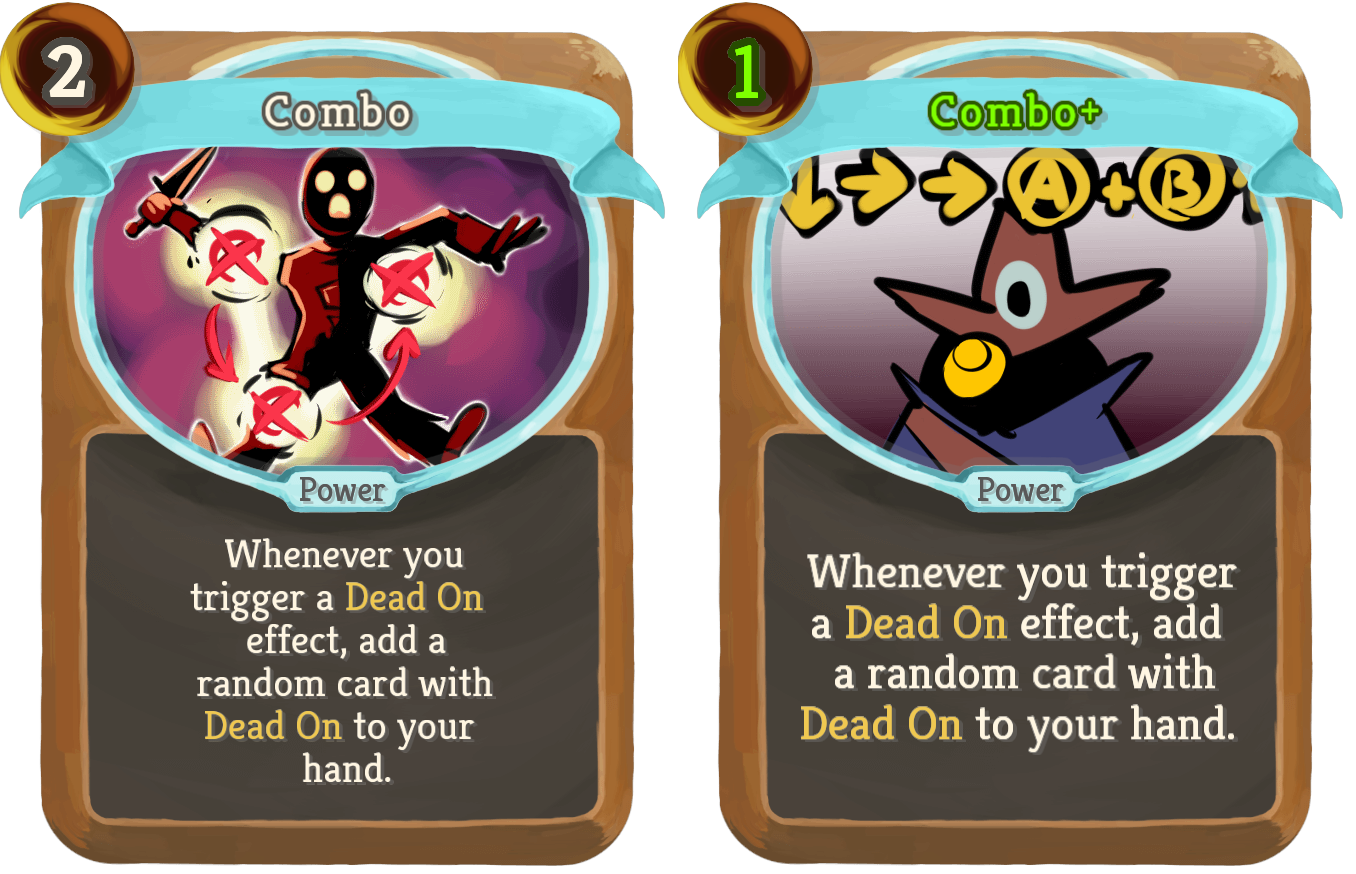 2
Combo
Power
Whenever you
trigger a Dead On
effect, add a
random card with
Dead On to your
hand.
1
Combo+
A + B
Power
Whenever you trigger
a Dead On effect, add
a random card with
Dead On to your hand.